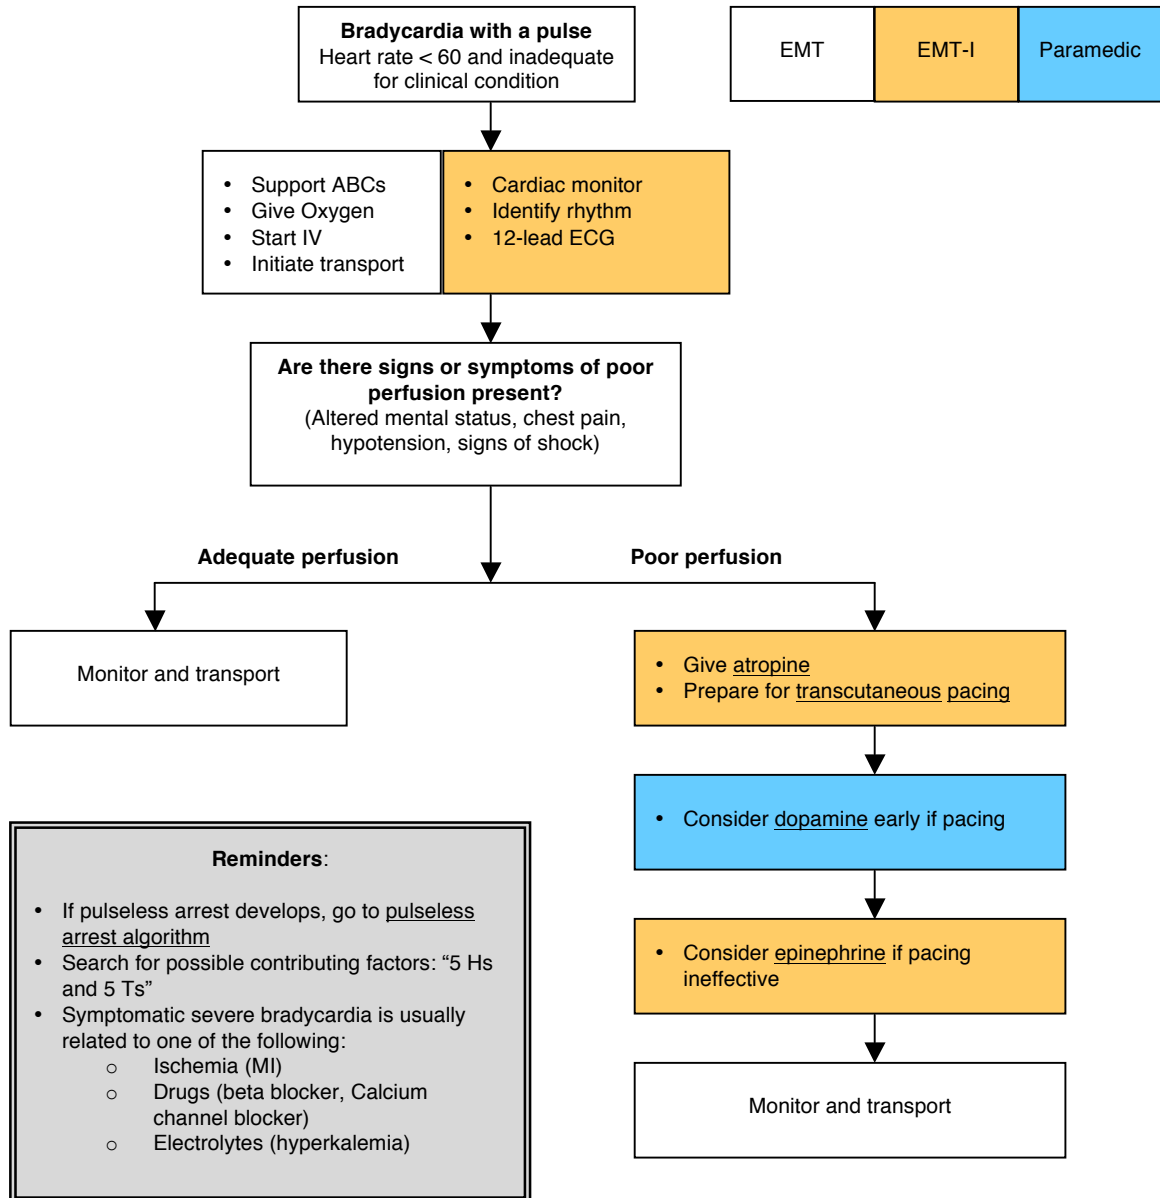 Bradycardia with a pulse
Heart rate < 60 and inadequate
for clinical condition
EMT
EMT-I
Paramedic
• Support ABCs
• Give Oxygen
• Start IV
• Initiate transport
• Cardiac monitor
• Identify rhythm
• 12-lead ECG
Are there signs or symptoms of poor
perfusion present?
(Altered mental status, chest pain,
hypotension, signs of shock)
Adequate perfusion
Poor perfusion
Monitor and transport
• Give atropine
• Prepare for transcutaneous pacing
• Consider dopamine early if pacing
• Consider epinephrine if pacing
ineffective
Monitor and transport
Reminders:
• If pulseless arrest develops, go to pulseless
arrest algorithm
• Search for possible contributing factors: “5 Hs
and 5 Ts”
• Symptomatic severe bradycardia is usually
related to one of the following:
o Ischemia (MI)
o Drugs (beta blocker, Calcium
channel blocker)
o Electrolytes (hyperkalemia)